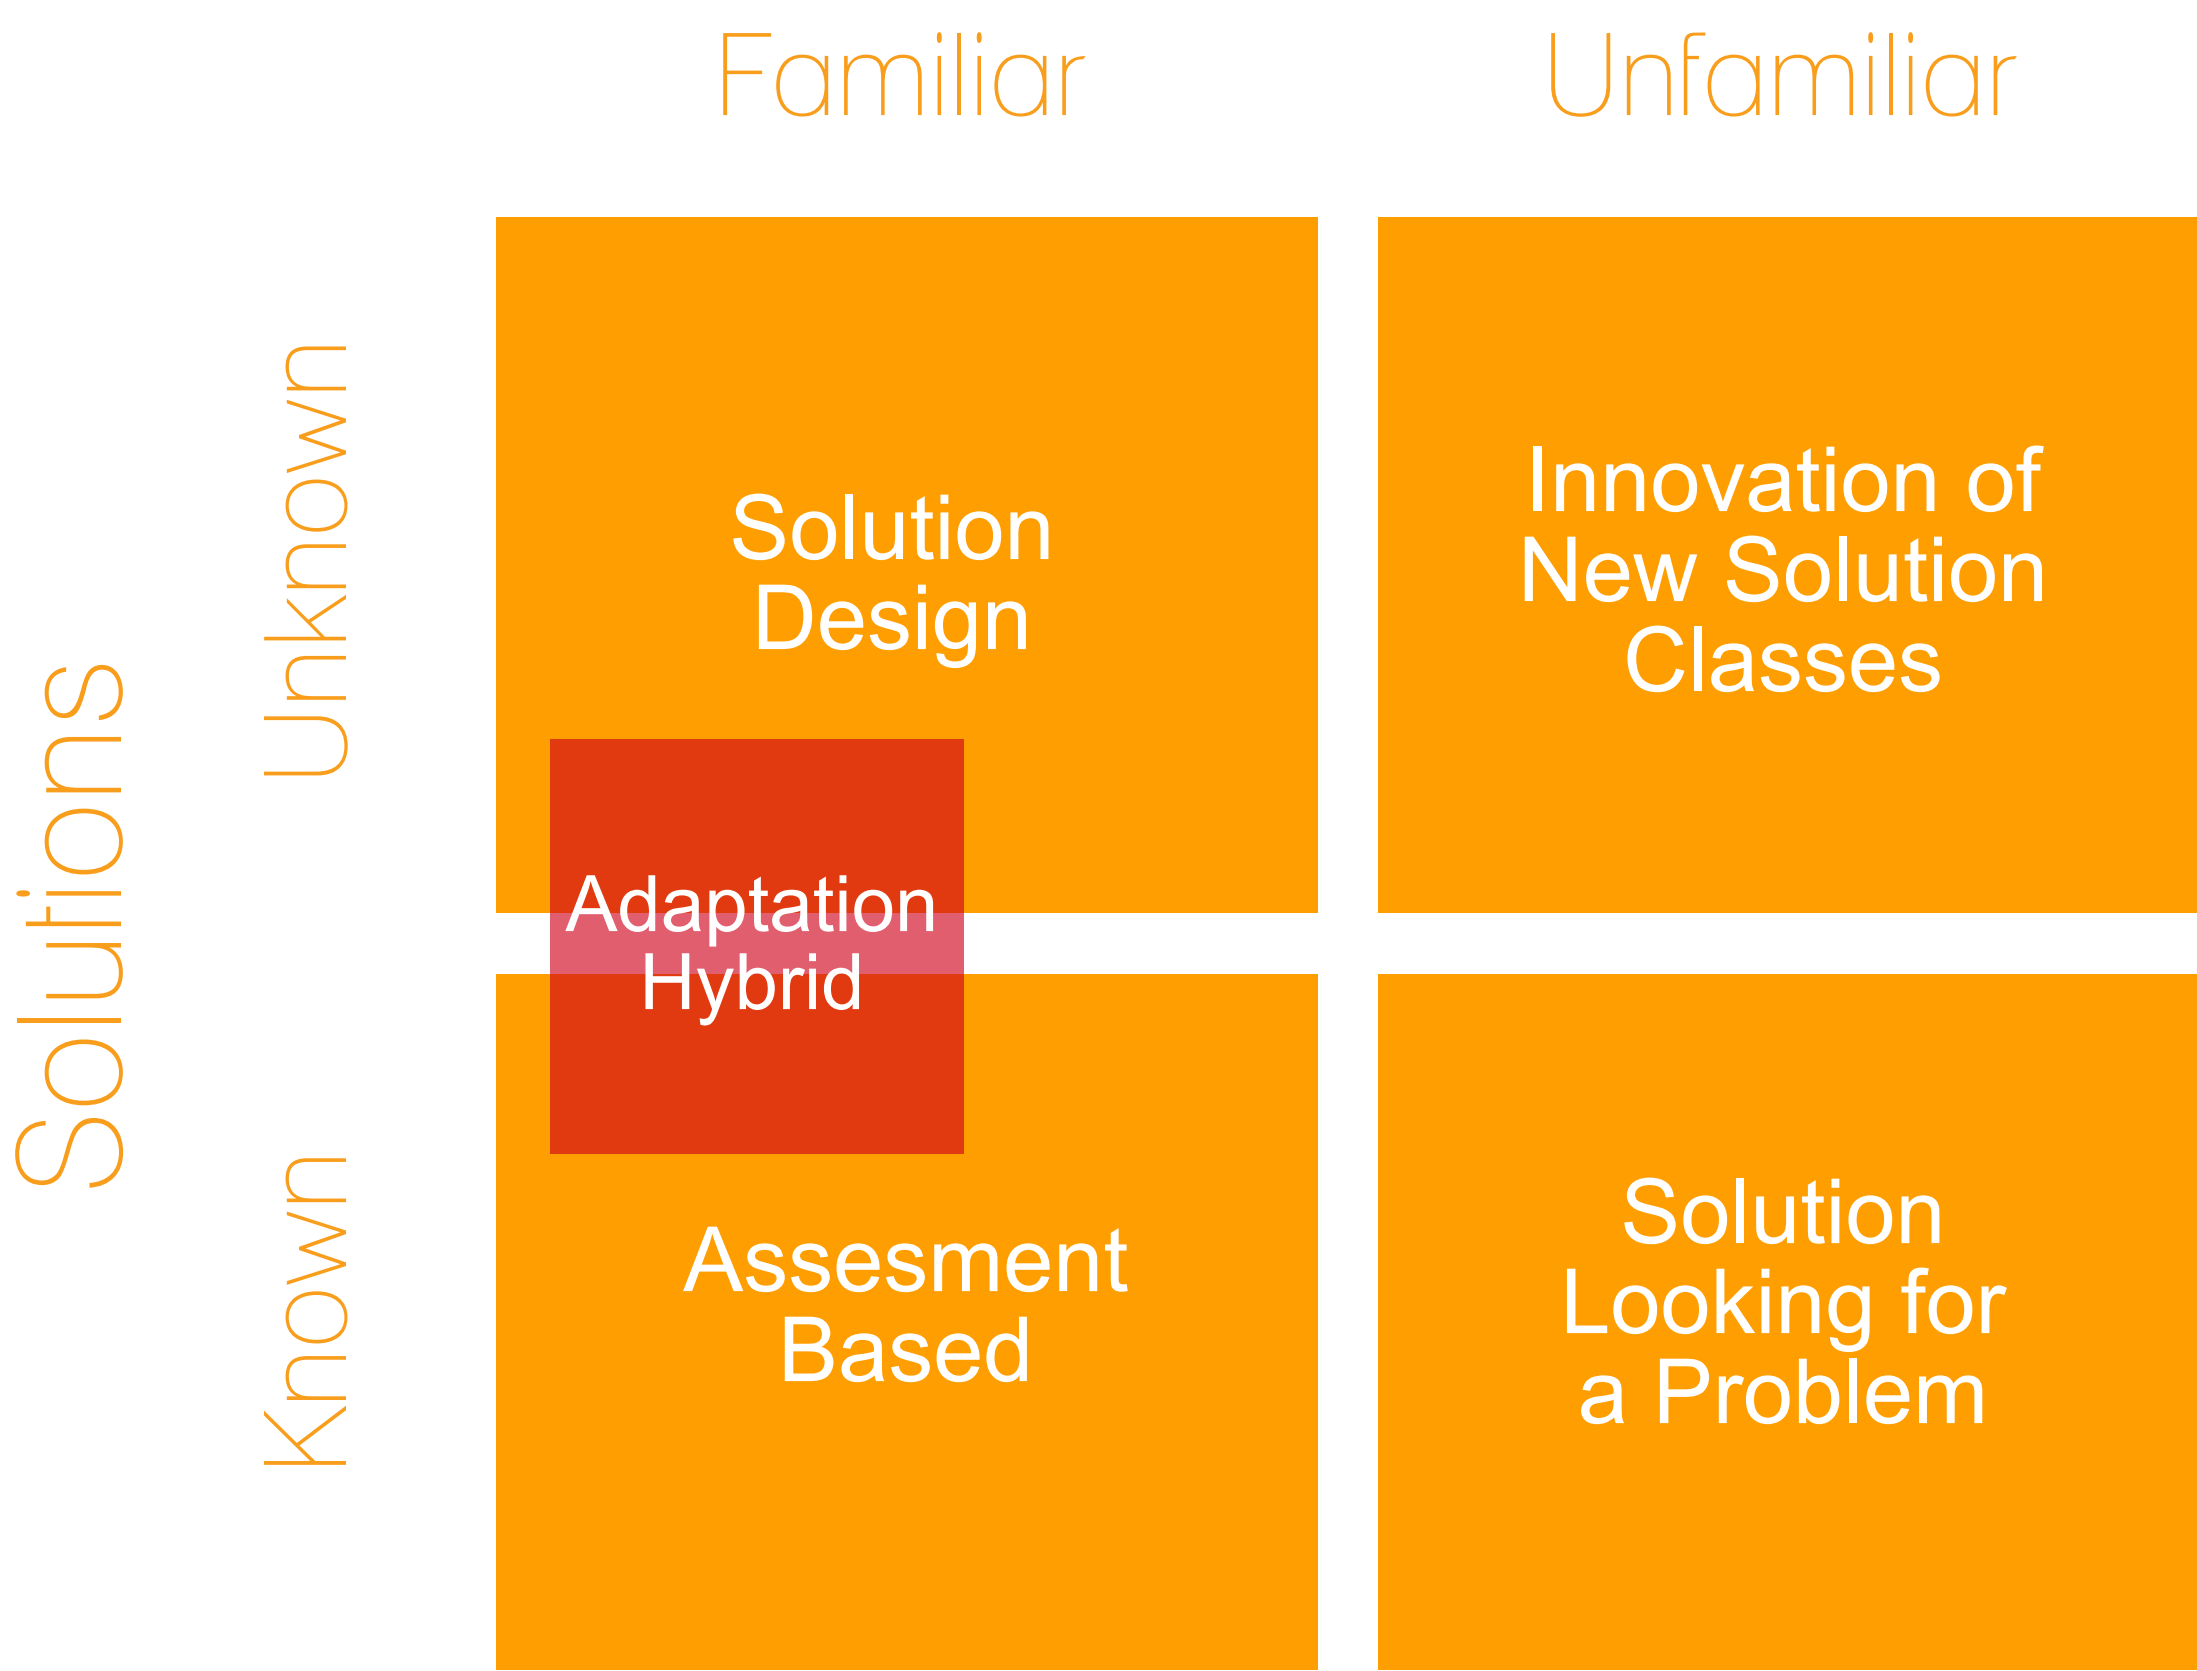 Familiar
Unfamiliar
Solutions
Unknown
Known
Solution
Design
Innovation of
New Solution
Classes
Adaptation
Hybrid
Assesment
Based
Solution
Looking for
a Problem